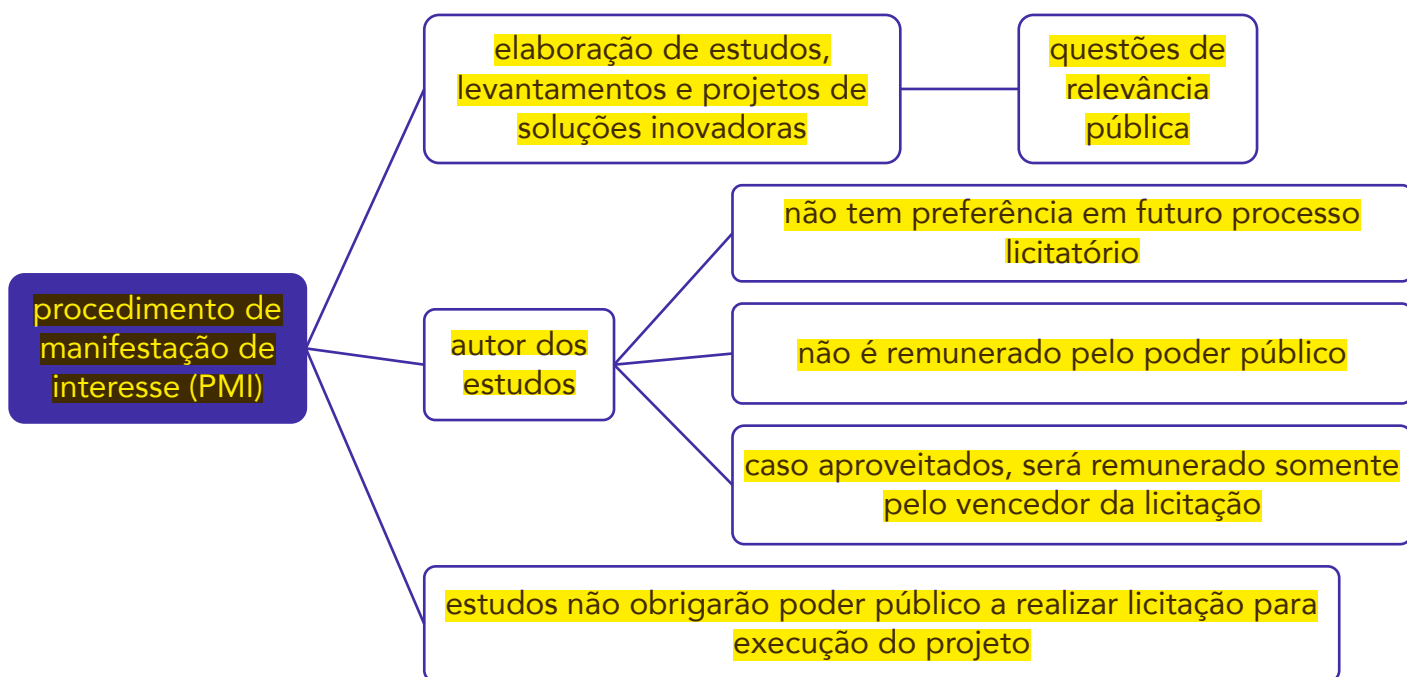 elaboração de estudos,
levantamentos e projetos de
soluções inovadoras
questões de
relevância
pública
procedimento de
manifestação de
interesse (PMI)
autor dos
estudos
não tem preferência em futuro processo
licitatório
não é remunerado pelo poder público
caso aproveitados, será remunerado somente
pelo vencedor da licitação
estudos não obrigarão poder público a realizar licitação para
execução do projeto